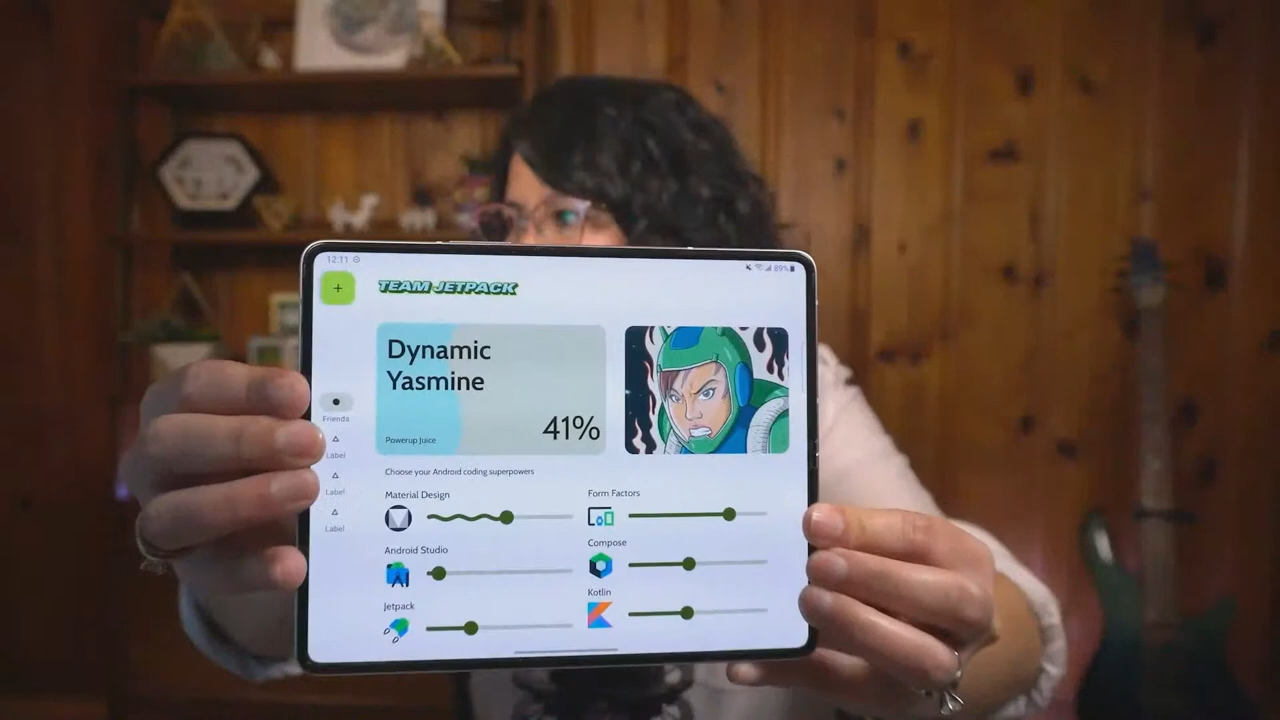 12:11
89%
+
TEAM JETPACK
Dynamic
Yasmine
41%
Powerup Juice
Friends
Label
Label
Label
Choose your Android coding superpowers
Material Design
Form Factors
Android Studio
Compose
Jetpack
Kotlin